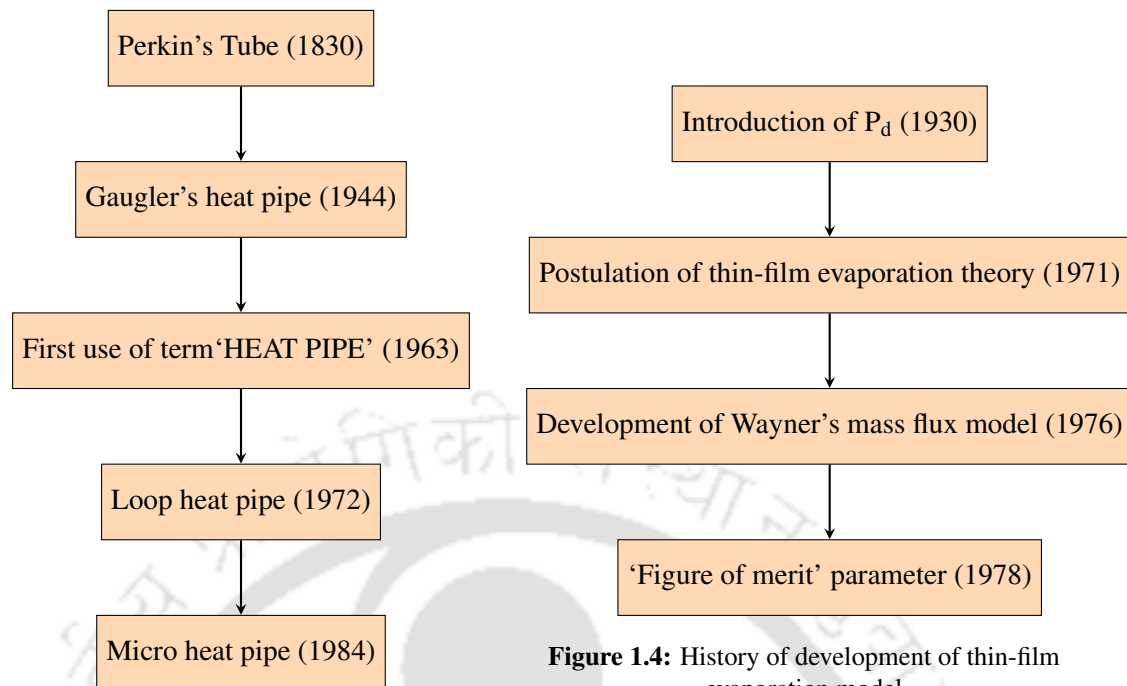 Perkin's Tube (1830)
Gaugler's heat pipe (1944)
First use of term‘HEAT PIPE’ (1963)
Loop heat pipe (1972)
Micro heat pipe (1984)
Introduction of P_d (1930)
Postulation of thin-film evaporation theory (1971)
Development of Wayner's mass flux model (1976)
‘Figure of merit’ parameter (1978)
Figure 1.4: History of development of thin-film
evaporation model